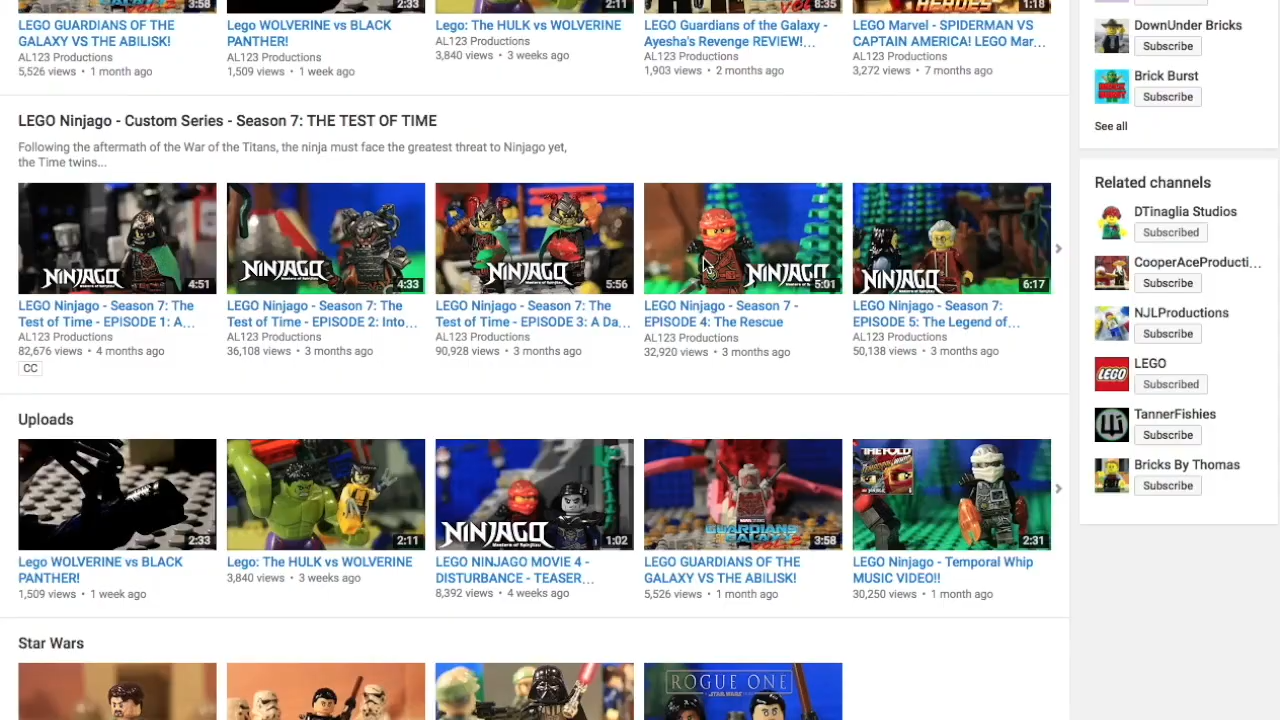 3:58
2:33
2:11
8:35
1:18
LEGO GUARDIANS OF THE
GALAXY VS THE ABILISK!
AL123 Productions
5,526 views • 1 month ago
Lego WOLVERINE vs BLACK
PANTHER!
AL123 Productions
1,509 views • 1 week ago
Lego: The HULK vs WOLVERINE
AL123 Productions
3,840 views • 3 weeks ago
LEGO Guardians of the Galaxy -
Ayesha's Revenge REVIEW!...
AL123 Productions
1,903 views • 2 months ago
HEROES
LEGO Marvel - SPIDERMAN VS
CAPTAIN AMERICA! LEGO Mar...
AL123 Productions
3,272 views • 7 months ago
LEGO Ninjago - Custom Series - Season 7: THE TEST OF TIME
Following the aftermath of the War of the Titans, the ninja must face the greatest threat to Ninjago yet,
the Time twins...
NINJAGO
4:51
LEGO Ninjago - Season 7: The
Test of Time - EPISODE 1: A...
AL123 Productions
82,676 views • 4 months ago
CC
NINJAGO
4:33
LEGO Ninjago - Season 7: The
Test of Time - EPISODE 2: Into...
AL123 Productions
36,108 views • 3 months ago
NINJAGO
5:56
LEGO Ninjago - Season 7: The
Test of Time - EPISODE 3: A Da...
AL123 Productions
90,928 views • 3 months ago
NINJAGO
5:01
LEGO Ninjago - Season 7 -
EPISODE 4: The Rescue
AL123 Productions
32,920 views • 3 months ago
NINJAGO
6:17
LEGO Ninjago - Season 7:
EPISODE 5: The Legend of...
AL123 Productions
50,138 views • 3 months ago
Uploads
2:33
Lego WOLVERINE vs BLACK
PANTHER!
1,509 views • 1 week ago
2:11
Lego: The HULK vs WOLVERINE
3,840 views • 3 weeks ago
NINJAGO
Masters of Spinjitzu
1:02
LEGO NINJAGO MOVIE 4 -
DISTURBANCE - TEASER...
8,392 views • 4 weeks ago
GUARDIANS
GALAXY
3:58
LEGO GUARDIANS OF THE
GALAXY VS THE ABILISK!
5,526 views • 1 month ago
THE FOLD
2:31
LEGO Ninjago - Temporal Whip
MUSIC VIDEO!!
30,250 views • 1 month ago
Star Wars
ROGUE ONE
DownUnder Bricks
Subscribe
Brick Burst
Subscribe
See all
Related channels
DTinaglia Studios
Subscribed
CooperAceProducti...
Subscribe
NJLProductions
Subscribe
LEGO
LEGO
Subscribed
TannerFishies
Subscribe
Bricks By Thomas
Subscribe